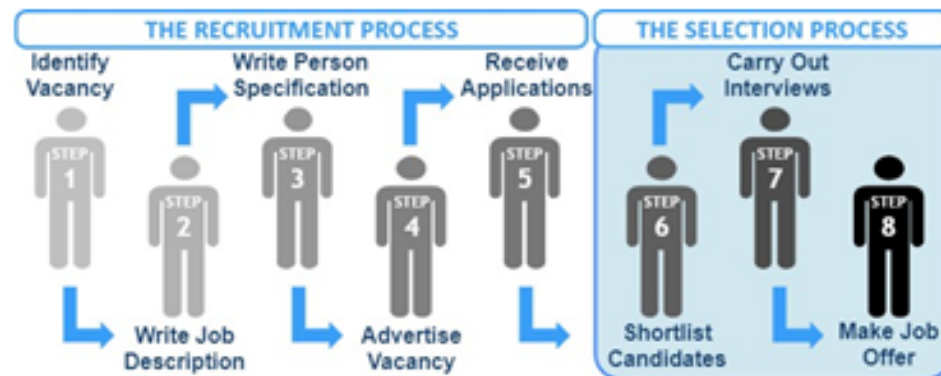 THE RECRUITMENT PROCESS
THE SELECTION PROCESS
Identify
Vacancy
Write Person
Specification
Receive
Applications
Carry Out
Interviews
STEP
1
STEP
2
STEP
3
STEP
4
STEP
5
STEP
6
STEP
7
STEP
8
Write Job
Description
Advertise
Vacancy
Shortlist
Candidates
Make Job
Offer